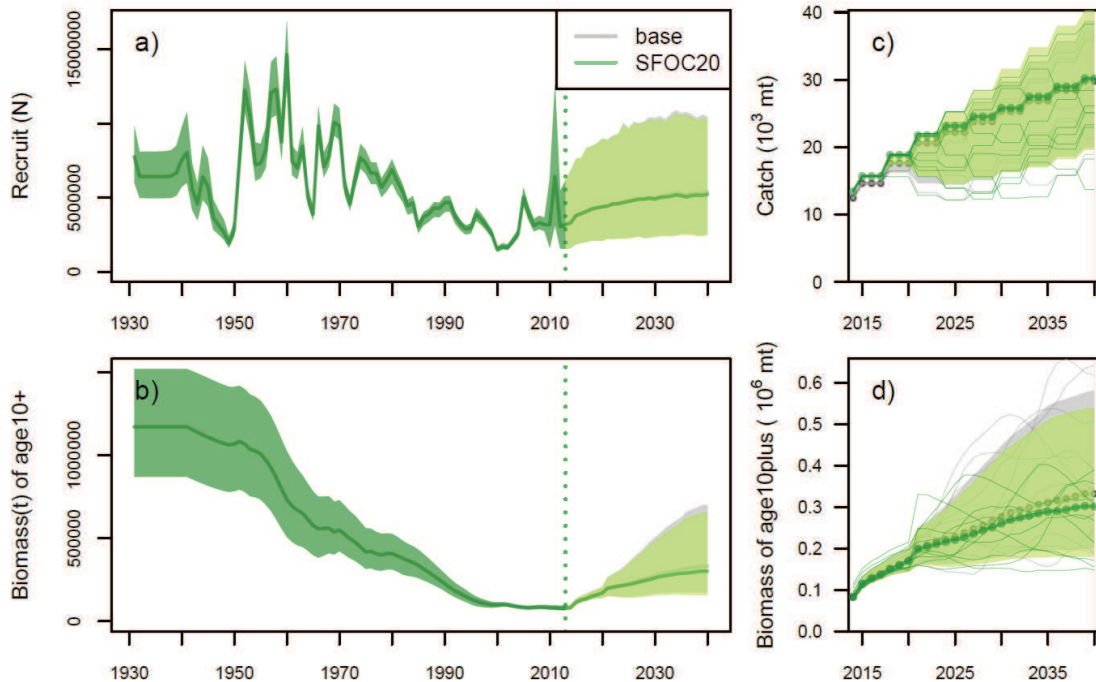 a)
base
SFOC20
Recruit (N)
0 5000000 15000000
1930 1950 1970 1990 2010 2030
c)
Catch (10³ mt)
0 10 20 30 40
2015 2025 2035
b)
Biomass(t) of age10+
0 500000 1000000
1930 1950 1970 1990 2010 2030
d)
Biomass of age10plus ( 10⁶ mt)
0.0 0.1 0.2 0.3 0.4 0.5 0.6
2015 2025 2035